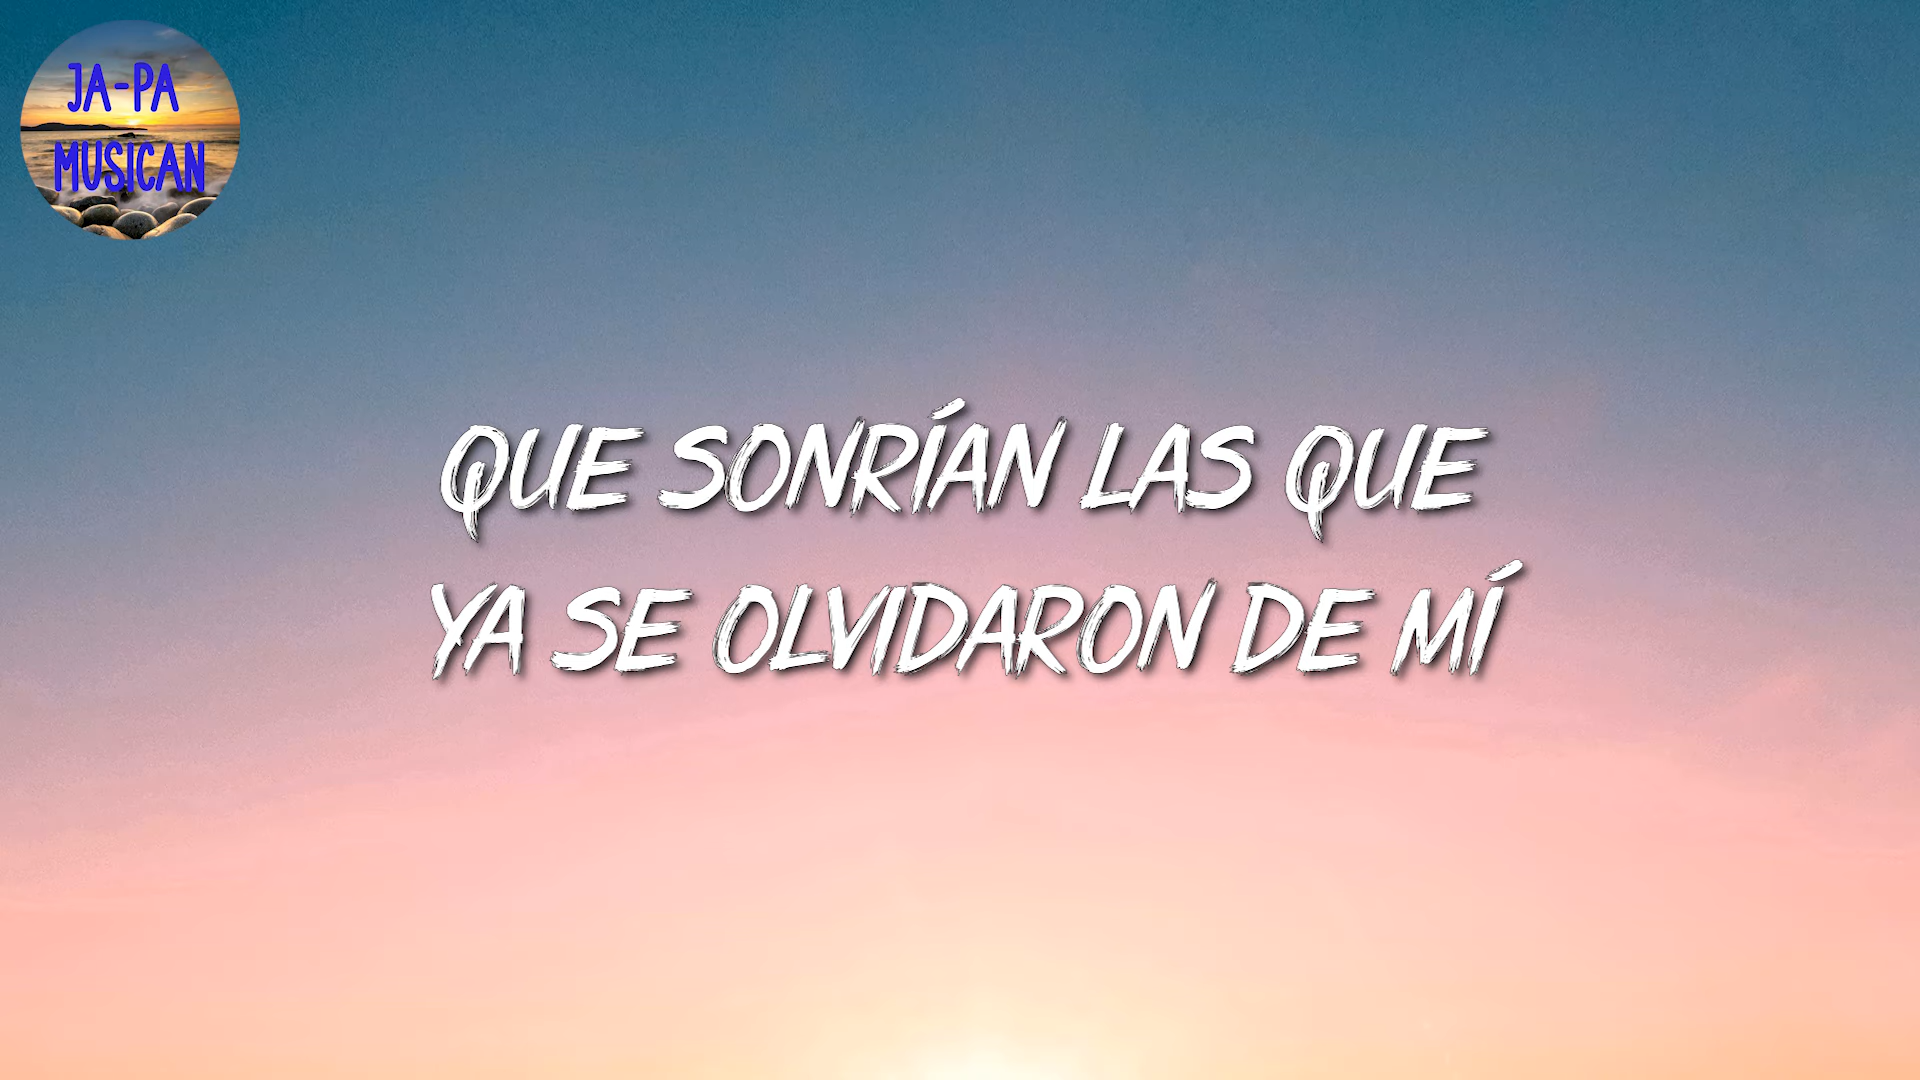 JA-PA
MUSICAN
QUE SONRÍAN LAS QUE
YA SE OLVIDARON DE MÍ